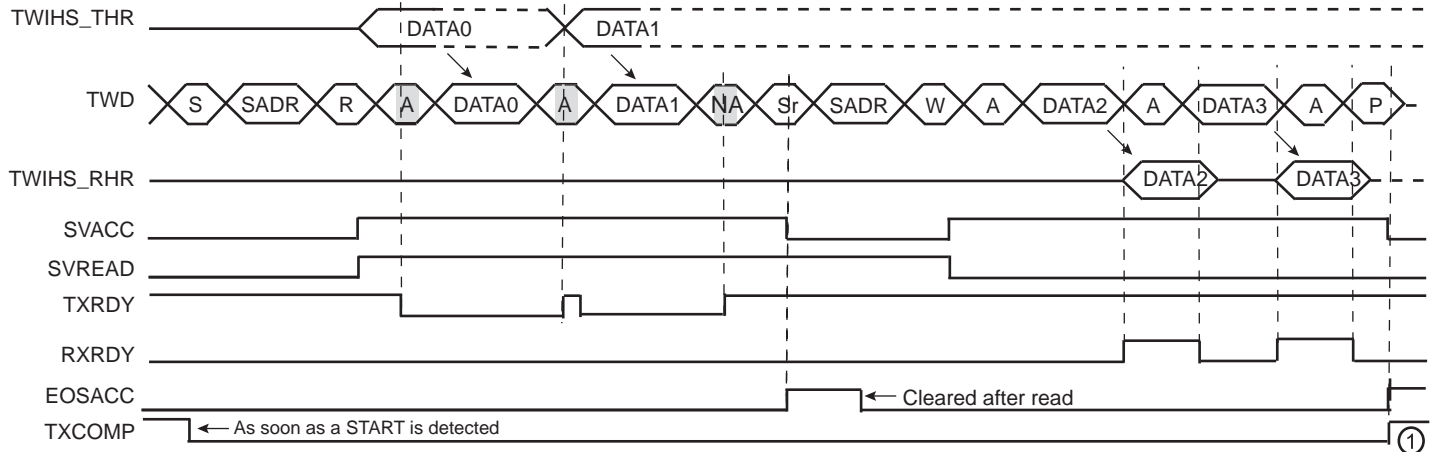 TWIHS_THR DATA0 DATA1
TWD S SADR R A DATA0 A DATA1 NA Sr SADR W A DATA2 A DATA3 A P
TWIHS_RHR DATA2 DATA3
SVACC
SVREAD
TXRDY
RXRDY
EOSACC Cleared after read
TXCOMP As soon as a START is detected 1